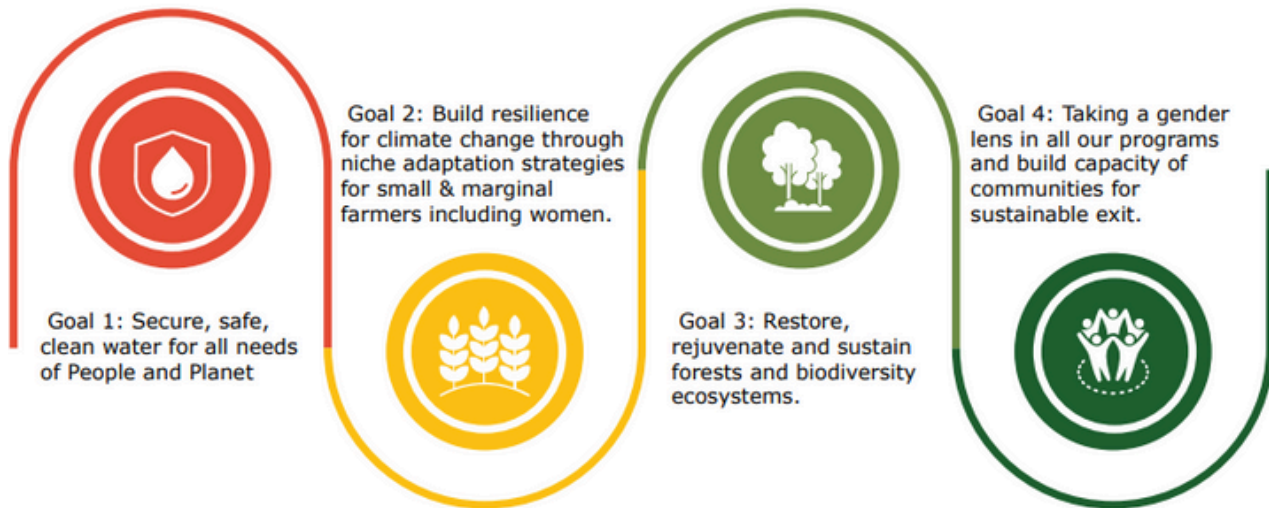 Goal 1: Secure, safe,
clean water for all needs
of People and Planet
Goal 2: Build resilience
for climate change through
niche adaptation strategies
for small & marginal
farmers including women.
Goal 3: Restore,
rejuvenate and sustain
forests and biodiversity
ecosystems.
Goal 4: Taking a gender
lens in all our programs
and build capacity of
communities for
sustainable exit.